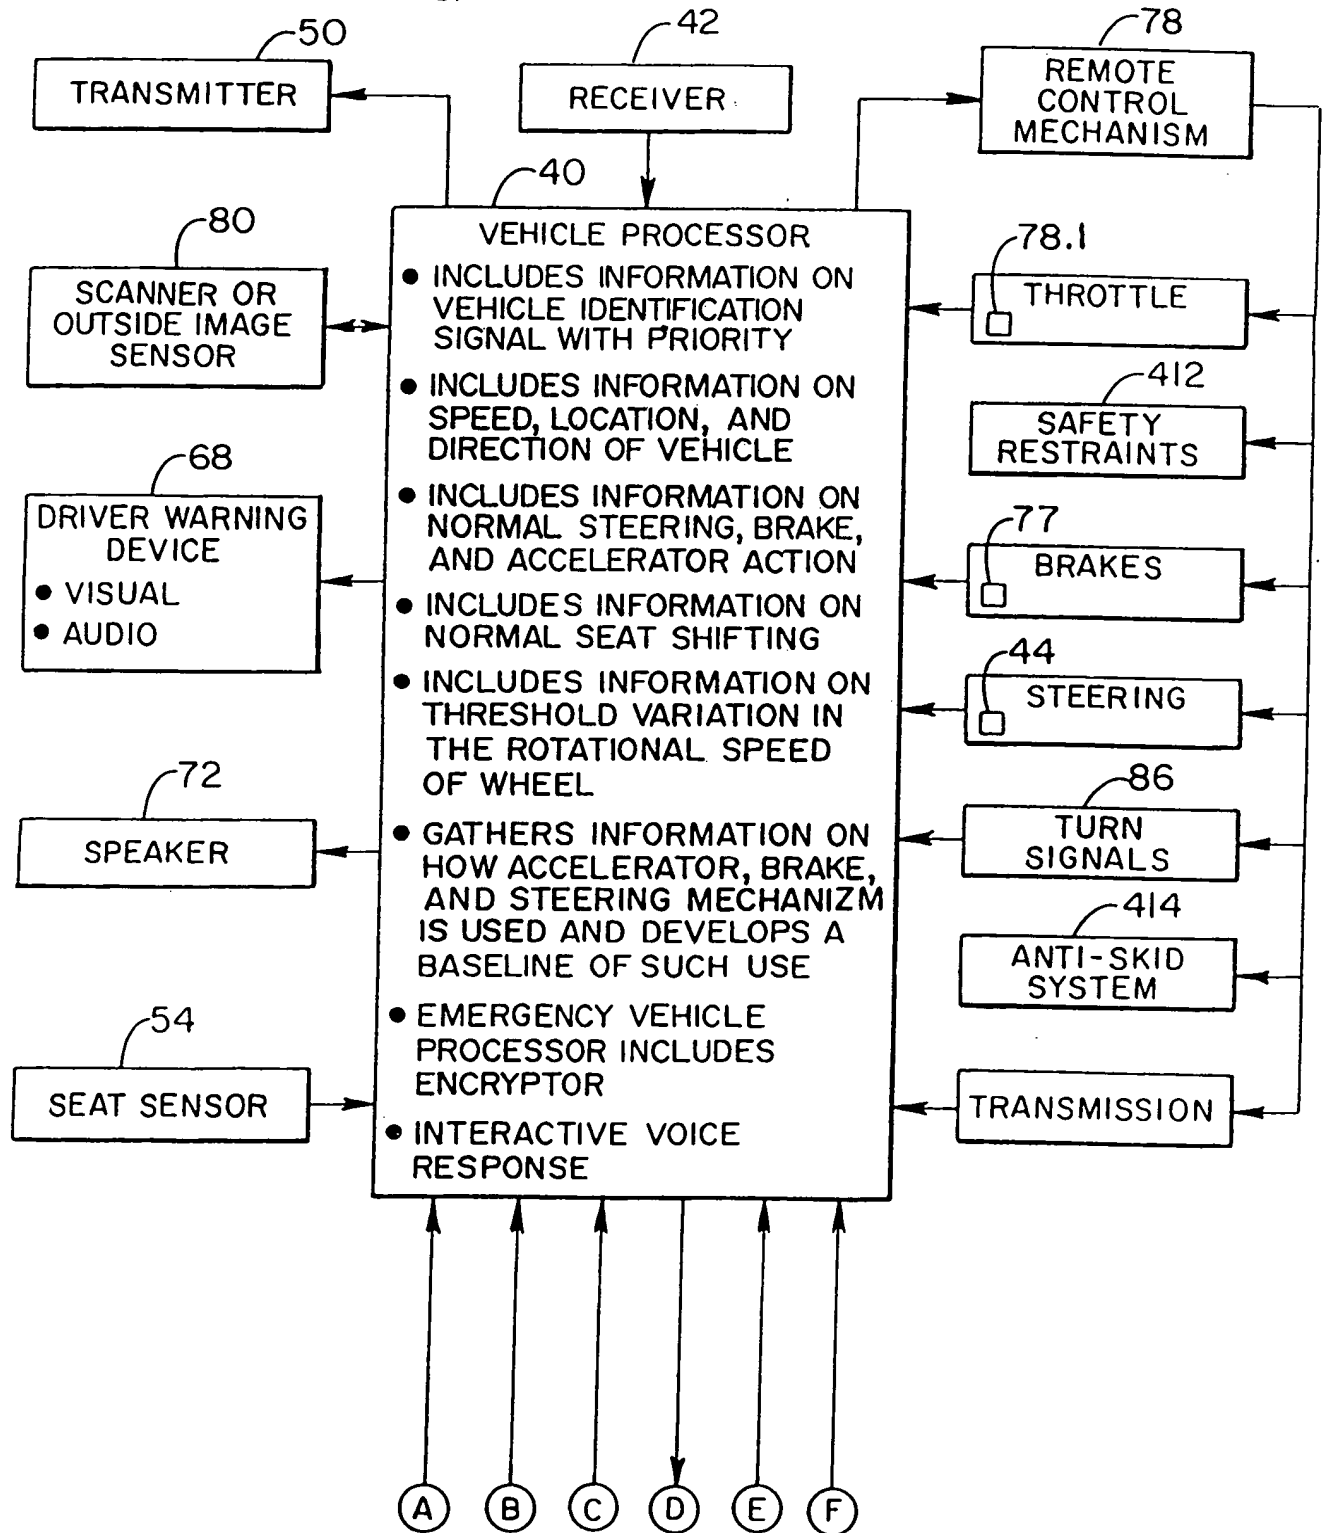 50
TRANSMITTER
42
RECEIVER
78
REMOTE
CONTROL
MECHANISM
80
SCANNER OR
OUTSIDE IMAGE
SENSOR
68
DRIVER WARNING
DEVICE
● VISUAL
● AUDIO
72
SPEAKER
54
SEAT SENSOR
40
VEHICLE PROCESSOR
● INCLUDES INFORMATION ON
VEHICLE IDENTIFICATION
SIGNAL WITH PRIORITY
● INCLUDES INFORMATION ON
SPEED, LOCATION, AND
DIRECTION OF VEHICLE
● INCLUDES INFORMATION ON
NORMAL STEERING, BRAKE,
AND ACCELERATOR ACTION
● INCLUDES INFORMATION ON
NORMAL SEAT SHIFTING
● INCLUDES INFORMATION ON
THRESHOLD VARIATION IN
THE ROTATIONAL SPEED
OF WHEEL
● GATHERS INFORMATION ON
HOW ACCELERATOR, BRAKE,
AND STEERING MECHANIZM
IS USED AND DEVELOPS A
BASELINE OF SUCH USE
● EMERGENCY VEHICLE
PROCESSOR INCLUDES
ENCRYPTOR
● INTERACTIVE VOICE
RESPONSE
78.1
THROTTLE
412
SAFETY
RESTRAINTS
77
BRAKES
44
STEERING
86
TURN
SIGNALS
414
ANTI-SKID
SYSTEM
TRANSMISSION
A B C D E F